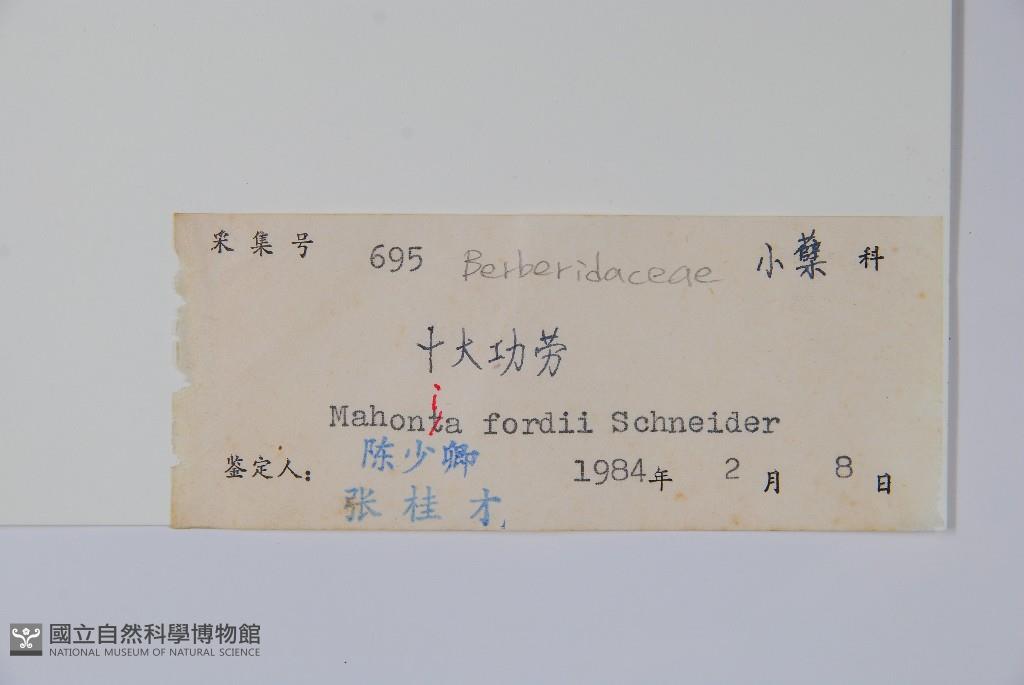 采集号 695 Berberidaceae 小蘗科
十大功劳
Mahonia fordii Schneider
鉴定人: 陈少卿 1984年 2月 8日
张桂才
國立自然科學博物館
NATIONAL MUSEUM OF NATURAL SCIENCE